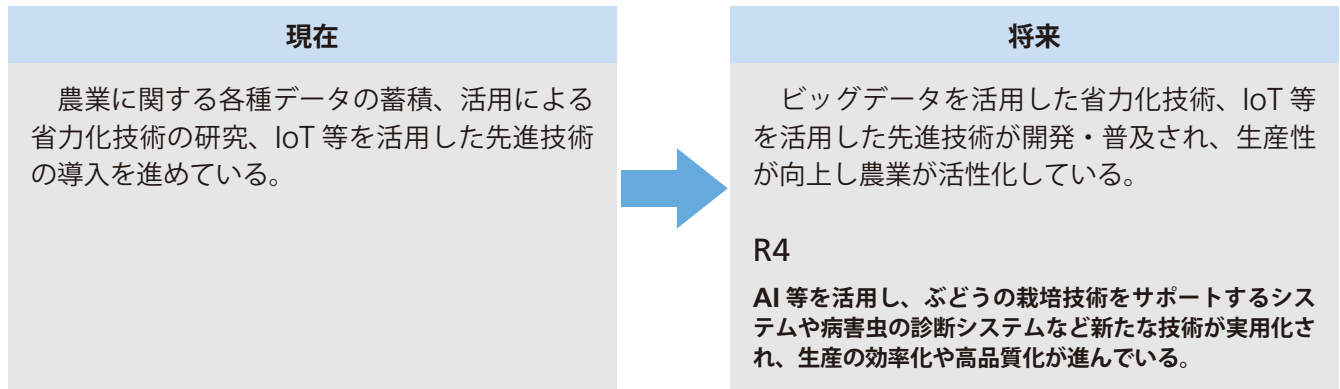 現在
農業に関する各種データの蓄積、活用による
省力化技術の研究、IoT 等を活用した先進技術
の導入を進めている。
将来
ビッグデータを活用した省力化技術、IoT 等
を活用した先進技術が開発・普及され、生産性
が向上し農業が活性化している。
R4
AI 等を活用し、ぶどうの栽培技術をサポートするシス
テムや病害虫の診断システムなど新たな技術が実用化さ
れ、生産の効率化や高品質化が進んでいる。